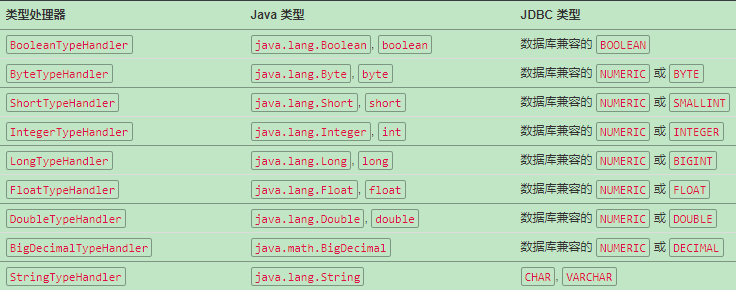 类型处理器 Java 类型 JDBC 类型
BooleanTypeHandler java.lang.Boolean, boolean 数据库兼容的 BOOLEAN
ByteTypeHandler java.lang.Byte, byte 数据库兼容的 NUMERIC 或 BYTE
ShortTypeHandler java.lang.Short, short 数据库兼容的 NUMERIC 或 SMALLINT
IntegerTypeHandler java.lang.Integer, int 数据库兼容的 NUMERIC 或 INTEGER
LongTypeHandler java.lang.Long, long 数据库兼容的 NUMERIC 或 BIGINT
FloatTypeHandler java.lang.Float, float 数据库兼容的 NUMERIC 或 FLOAT
DoubleTypeHandler java.lang.Double, double 数据库兼容的 NUMERIC 或 DOUBLE
BigDecimalTypeHandler java.math.BigDecimal 数据库兼容的 NUMERIC 或 DECIMAL
StringTypeHandler java.lang.String CHAR, VARCHAR